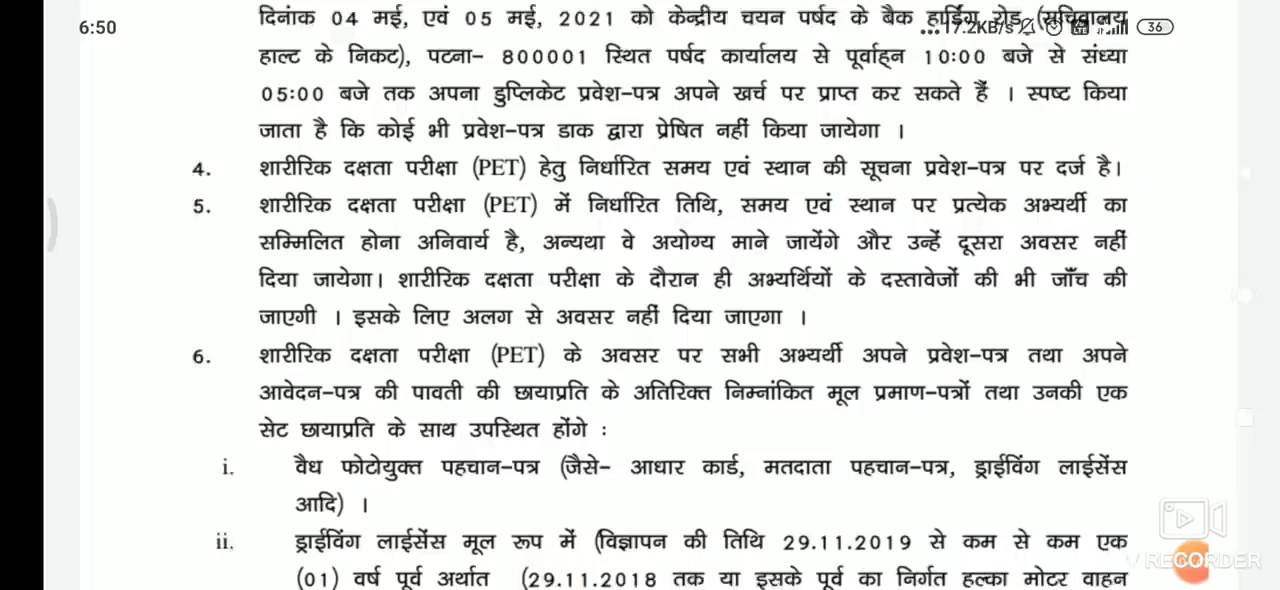 6:50
...17.2KB/s
36
दिनांक 04 मई, एवं 05 मई, 2021 को केन्द्रीय चयन पर्षद के बैक हार्डिंग रोड (सचिवालय
हाल्ट के निकट), पटना- 800001 स्थित पर्षद कार्यालय से पूर्वाह्न 10:00 बजे से संध्या
05:00 बजे तक अपना डुप्लिकेट प्रवेश-पत्र अपने खर्च पर प्राप्त कर सकते हैं । स्पष्ट किया
जाता है कि कोई भी प्रवेश-पत्र डाक द्वारा प्रेषित नहीं किया जायेगा ।
4. शारीरिक दक्षता परीक्षा (PET) हेतु निर्धारित समय एवं स्थान की सूचना प्रवेश-पत्र पर दर्ज है।
5. शारीरिक दक्षता परीक्षा (PET) में निर्धारित तिथि, समय एवं स्थान पर प्रत्येक अभ्यर्थी का
सम्मिलित होना अनिवार्य है, अन्यथा वे अयोग्य माने जायेंगे और उन्हें दूसरा अवसर नहीं
दिया जायेगा। शारीरिक दक्षता परीक्षा के दौरान ही अभ्यर्थियों के दस्तावेजों की भी जाँच की
जाएगी । इसके लिए अलग से अवसर नहीं दिया जाएगा ।
6. शारीरिक दक्षता परीक्षा (PET) के अवसर पर सभी अभ्यर्थी अपने प्रवेश-पत्र तथा अपने
आवेदन-पत्र की पावती की छायाप्रति के अतिरिक्त निम्नांकित मूल प्रमाण-पत्रों तथा उनकी एक
सेट छायाप्रति के साथ उपस्थित होंगे :
i. वैध फोटोयुक्त पहचान-पत्र (जैसे- आधार कार्ड, मतदाता पहचान-पत्र, ड्राईविंग लाईसेंस
आदि) ।
ii. ड्राईविंग लाईसेंस मूल रूप में (विज्ञापन की तिथि 29.11.2019 से कम से कम एक
(01) वर्ष पूर्व अर्थात (29.11.2018 तक या इसके पूर्व का निर्गत हल्का मोटर वाहन
V RECORDER